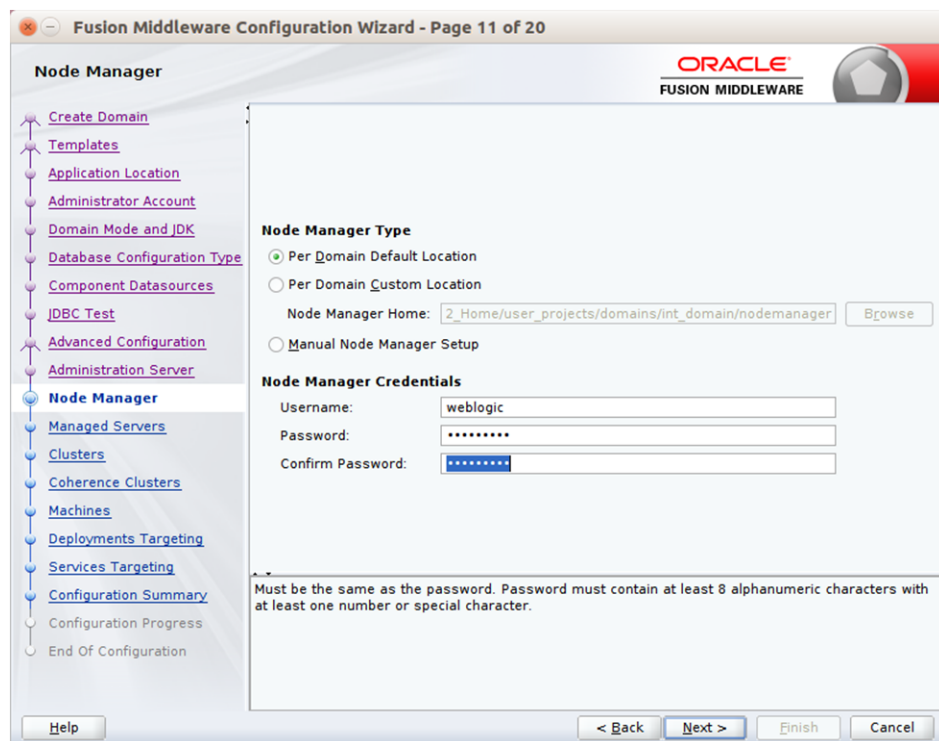 Fusion Middleware Configuration Wizard - Page 11 of 20
Node Manager
ORACLE
FUSION MIDDLEWARE
Create Domain
Templates
Application Location
Administrator Account
Domain Mode and JDK
Database Configuration Type
Component Datasources
JDBC Test
Advanced Configuration
Administration Server
Node Manager
Managed Servers
Clusters
Coherence Clusters
Machines
Deployments Targeting
Services Targeting
Configuration Summary
Configuration Progress
End Of Configuration
Node Manager Type
Per Domain Default Location
Per Domain Custom Location
Node Manager Home: 2_Home/user_projects/domains/int_domain/nodemanager Browse
Manual Node Manager Setup
Node Manager Credentials
Username: weblogic
Password: •••••••••
Confirm Password: •••••••••
Must be the same as the password. Password must contain at least 8 alphanumeric characters with
at least one number or special character.
Help < Back Next > Finish Cancel